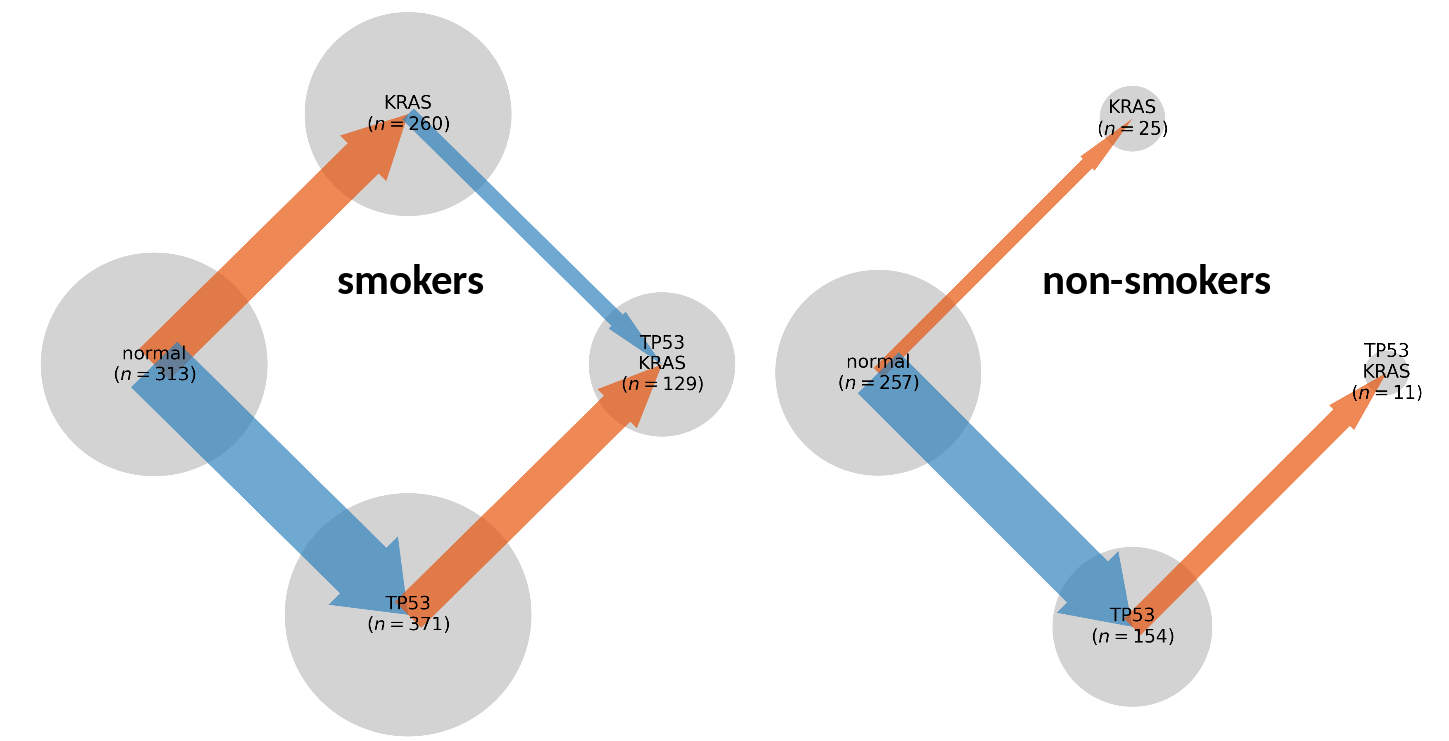 KRAS
(n = 260)
smokers
normal
(n = 313)
TP53
KRAS
(n = 129)
TP53
(n = 371)
KRAS
(n = 25)
non-smokers
normal
(n = 257)
TP53
KRAS
(n = 11)
TP53
(n = 154)